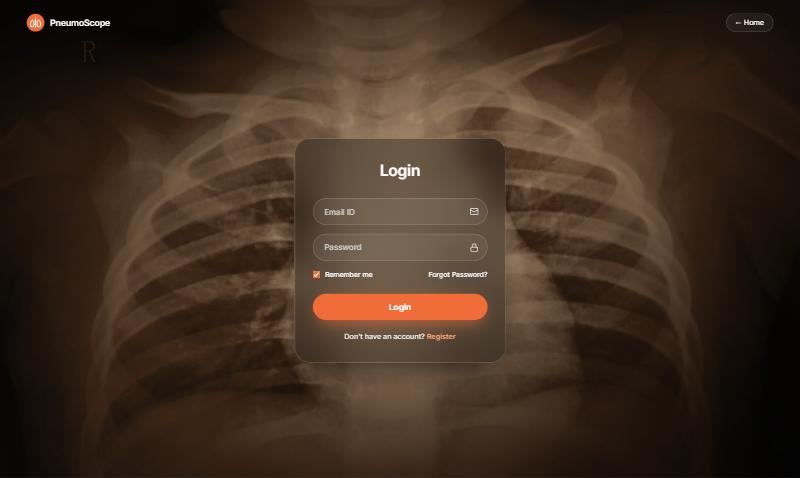 PneumoScope
← Home
R
Login
Email ID
Password
Remember me
Forgot Password?
Login
Don't have an account? Register